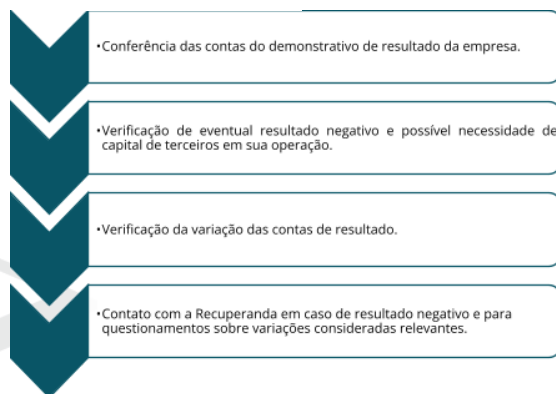 •Conferência das contas do demonstrativo de resultado da empresa.
•Verificação de eventual resultado negativo e possível necessidade de
capital de terceiros em sua operação.
•Verificação da variação das contas de resultado.
•Contato com a Recuperanda em caso de resultado negativo e para
questionamentos sobre variações consideradas relevantes.